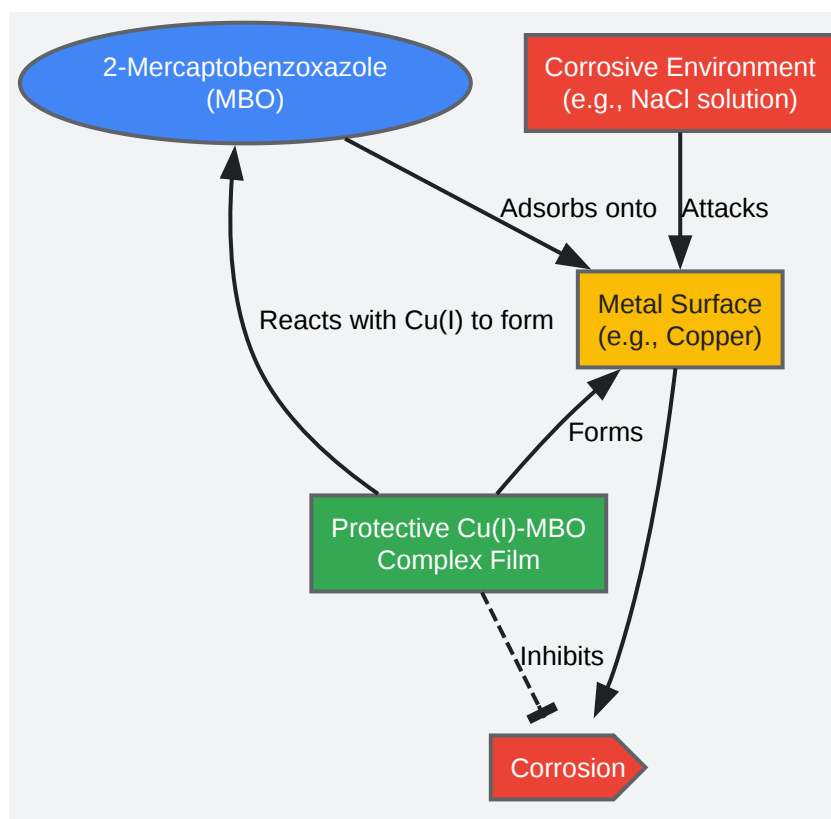 2-Mercaptobenzoxazole
(MBO)
Corrosive Environment
(e.g., NaCl solution)
Adsorbs onto
Attacks
Metal Surface
(e.g., Copper)
Reacts with Cu(I) to form
Forms
Protective Cu(I)-MBO
Complex Film
Inhibits
Corrosion